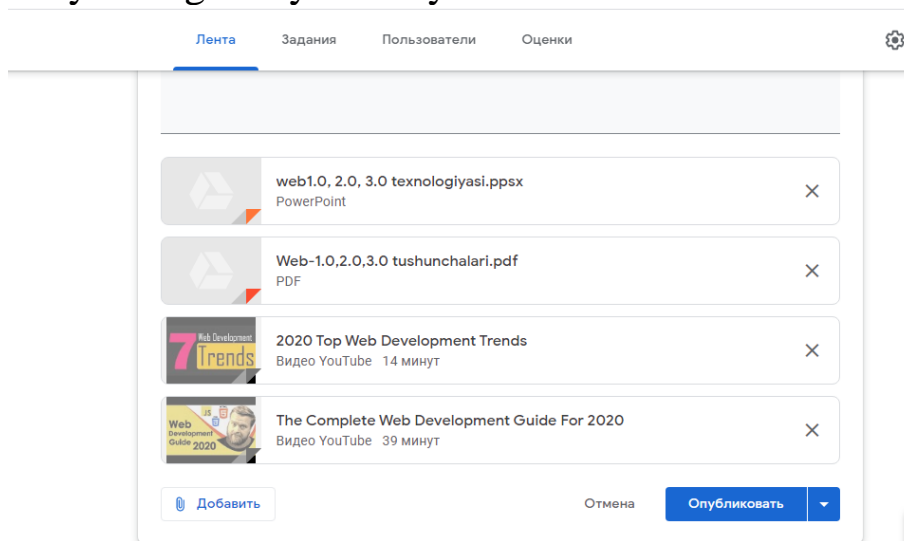 Лента Задания Пользователи Оценки
web1.0, 2.0, 3.0 texnologiyasi.ppsx
PowerPoint
Web-1.0,2.0,3.0 tushunchalari.pdf
PDF
7 Web Development
Trends
2020 Top Web Development Trends
Видео YouTube 14 минут
JS
Web
Development
Guide 2020
The Complete Web Development Guide For 2020
Видео YouTube 39 минут
Добавить Отмена Опубликовать